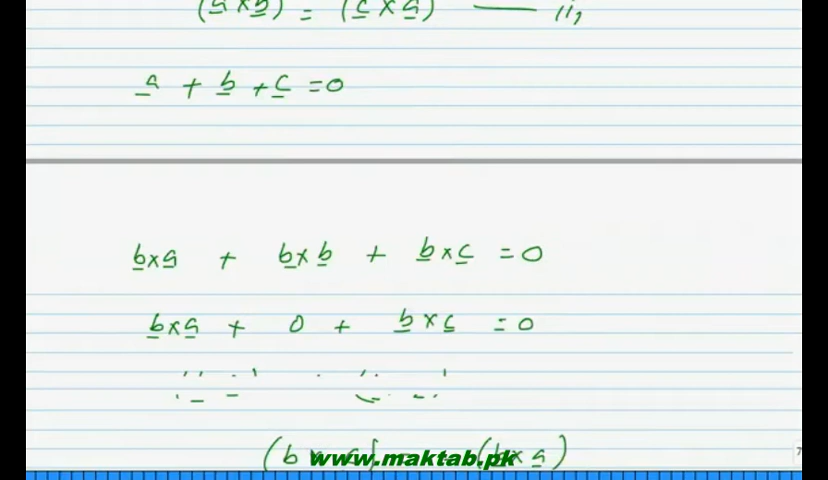 (a × b) = (c × a) —— ii,
a + b + c = 0
b×a + b×b + b×c = 0
b×a + 0 + b×c = 0
(b × (b×a)
www.maktab.pk